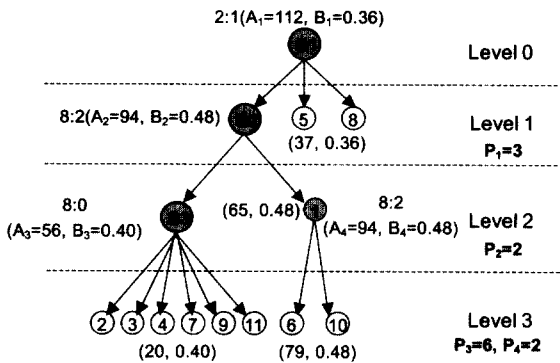 2:1(A₁=112, B₁=0.36)
Level 0
8:2(A₂=94, B₂=0.48)
5
8
(37, 0.36)
Level 1
P₁=3
8:0
(A₃=56, B₃=0.40)
(65, 0.48)
8:2
(A₄=94, B₄=0.48)
Level 2
P₂=2
2
3
4
7
9
11
6
10
(20, 0.40)
(79, 0.48)
Level 3
P₃=6, P₄=2